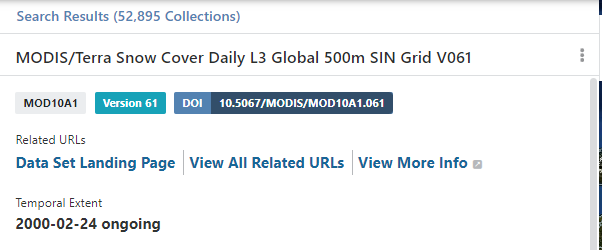 Search Results (52,895 Collections)
MODIS/Terra Snow Cover Daily L3 Global 500m SIN Grid V061
MOD10A1 Version 61 DOI 10.5067/MODIS/MOD10A1.061
Related URLs
Data Set Landing Page View All Related URLs View More Info
Temporal Extent
2000-02-24 ongoing